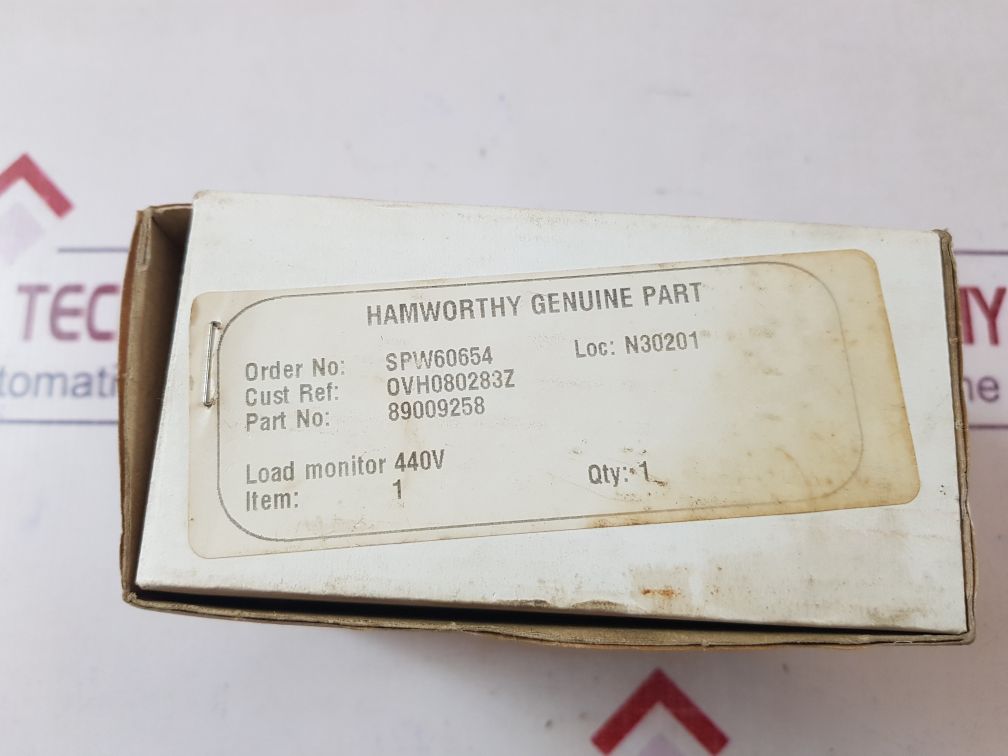 HAMWORTHY GENUINE PART
Order No: SPW60654 Loc: N30201
Cust Ref: OVH080283Z
Part No: 89009258
Load monitor 440V
Item: 1 Qty: 1
TEC